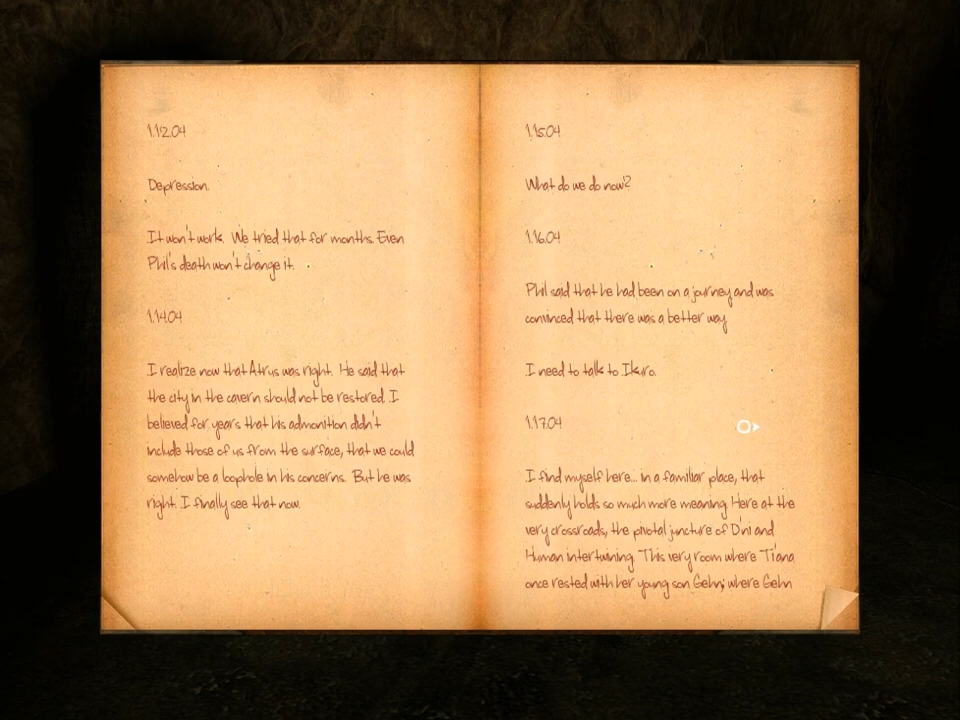 1.12.04
Depression.
It won't work. We tried that for months. Even
Phil's death won't change it.
1.14.04
I realize now that Atrus was right. He said that
the city in the cavern should not be restored. I
believed for years that his admonition didn't
include those of us from the surface, that we could
somehow be a loophole in his concerns. But he was
right. I finally see that now.
1.15.04
What do we do now?
1.16.04
Phil said that he had been on a journey and was
convinced that there was a better way.
I need to talk to Ikuro.
1.17.04
I find myself here... in a familiar place, that
suddenly holds so much more meaning. Here at the
very crossroads, the pivotal juncture of D'ni and
Human intertwining. This very room where Ti'ana
once rested with her young son Gehn; where Gehn